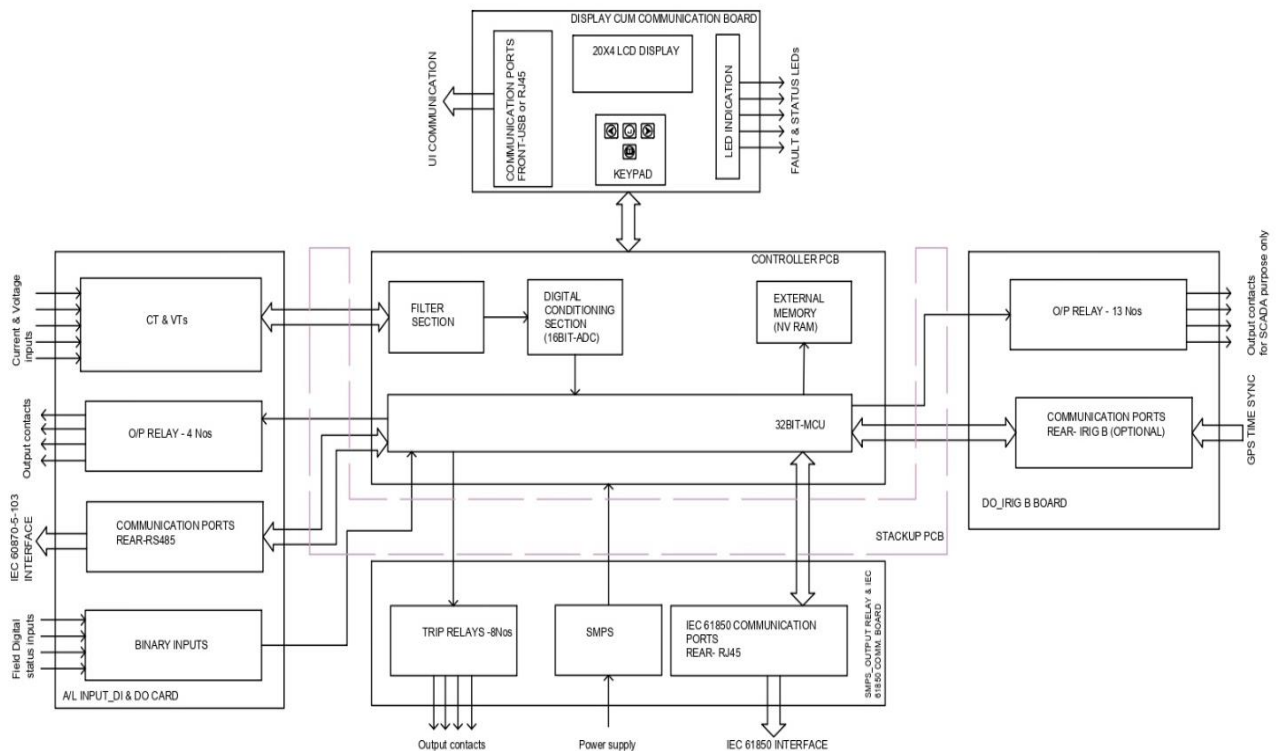 DISPLAY CUM COMMUNICATION BOARD
UI COMMUNICATION
COMMUNICATION PORTS
FRONT-USB or RJ45
20X4 LCD DISPLAY
KEYPAD
LED INDICATION
FAULT & STATUS LEDs
Current & Voltage
inputs
CT & VTs
Output contacts
O/P RELAY - 4 Nos
IEC 60870-5-103
INTERFACE
COMMUNICATION PORTS
REAR-RS485
Field Digital
status inputs
BINARY INPUTS
A/L INPUT_DI & DO CARD
CONTROLLER PCB
FILTER
SECTION
DIGITAL
CONDITIONING
SECTION
(16BIT-ADC)
EXTERNAL
MEMORY
(NV RAM)
32BIT-MCU
STACKUP PCB
O/P RELAY - 13 Nos
Output contacts
for SCADA purpose only
COMMUNICATION PORTS
REAR- IRIG B (OPTIONAL)
GPS TIME SYNC
DO_IRIG B BOARD
TRIP RELAYS -8Nos
SMPS
IEC 61850 COMMUNICATION
PORTS
REAR- RJ45
SMPS_OUTPUT RELAY & IEC
61850 COMM. BOARD
Output contacts
Power supply
IEC 61850 INTERFACE